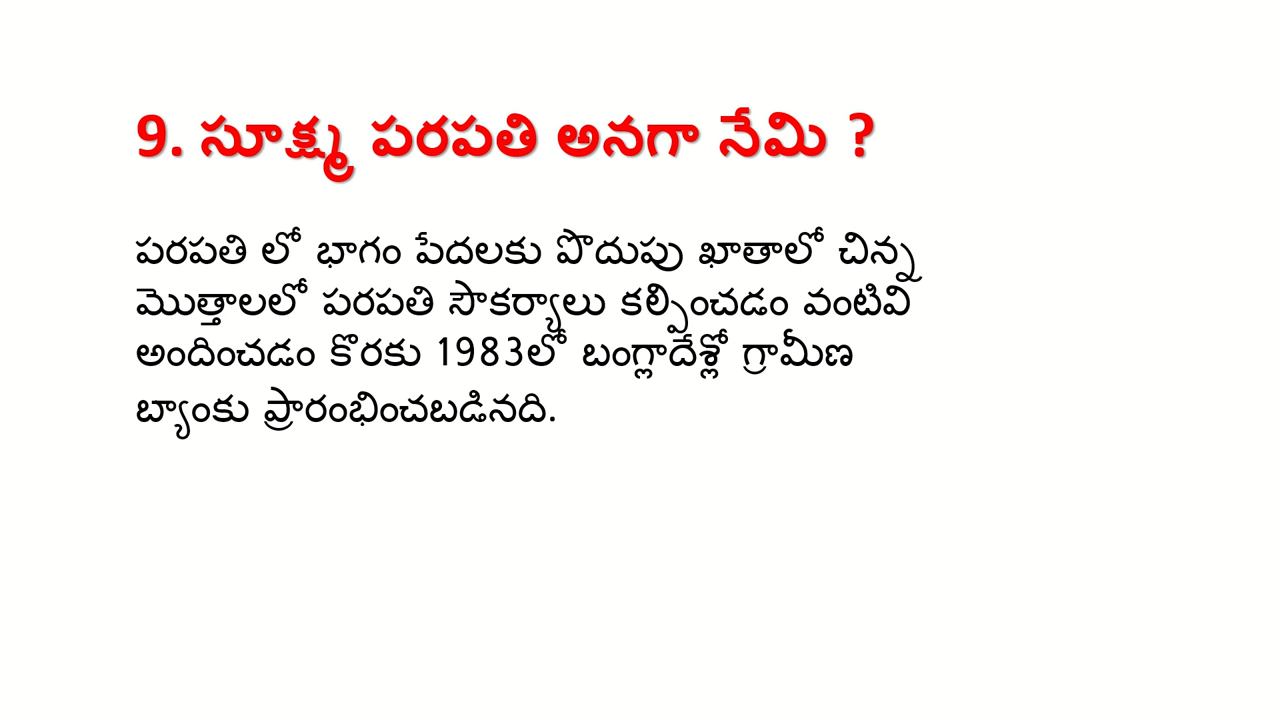 9. సూక్ష్మ పరపతి అనగా నేమి ?
పరపతి లో భాగం పేదలకు పొదుపు ఖాతాలో చిన్న
మొత్తాలలో పరపతి సౌకర్యాలు కల్పించడం వంటివి
అందించడం కొరకు 1983లో బంగ్లాదేశ్లో గ్రామీణ
బ్యాంకు ప్రారంభించబడినది.